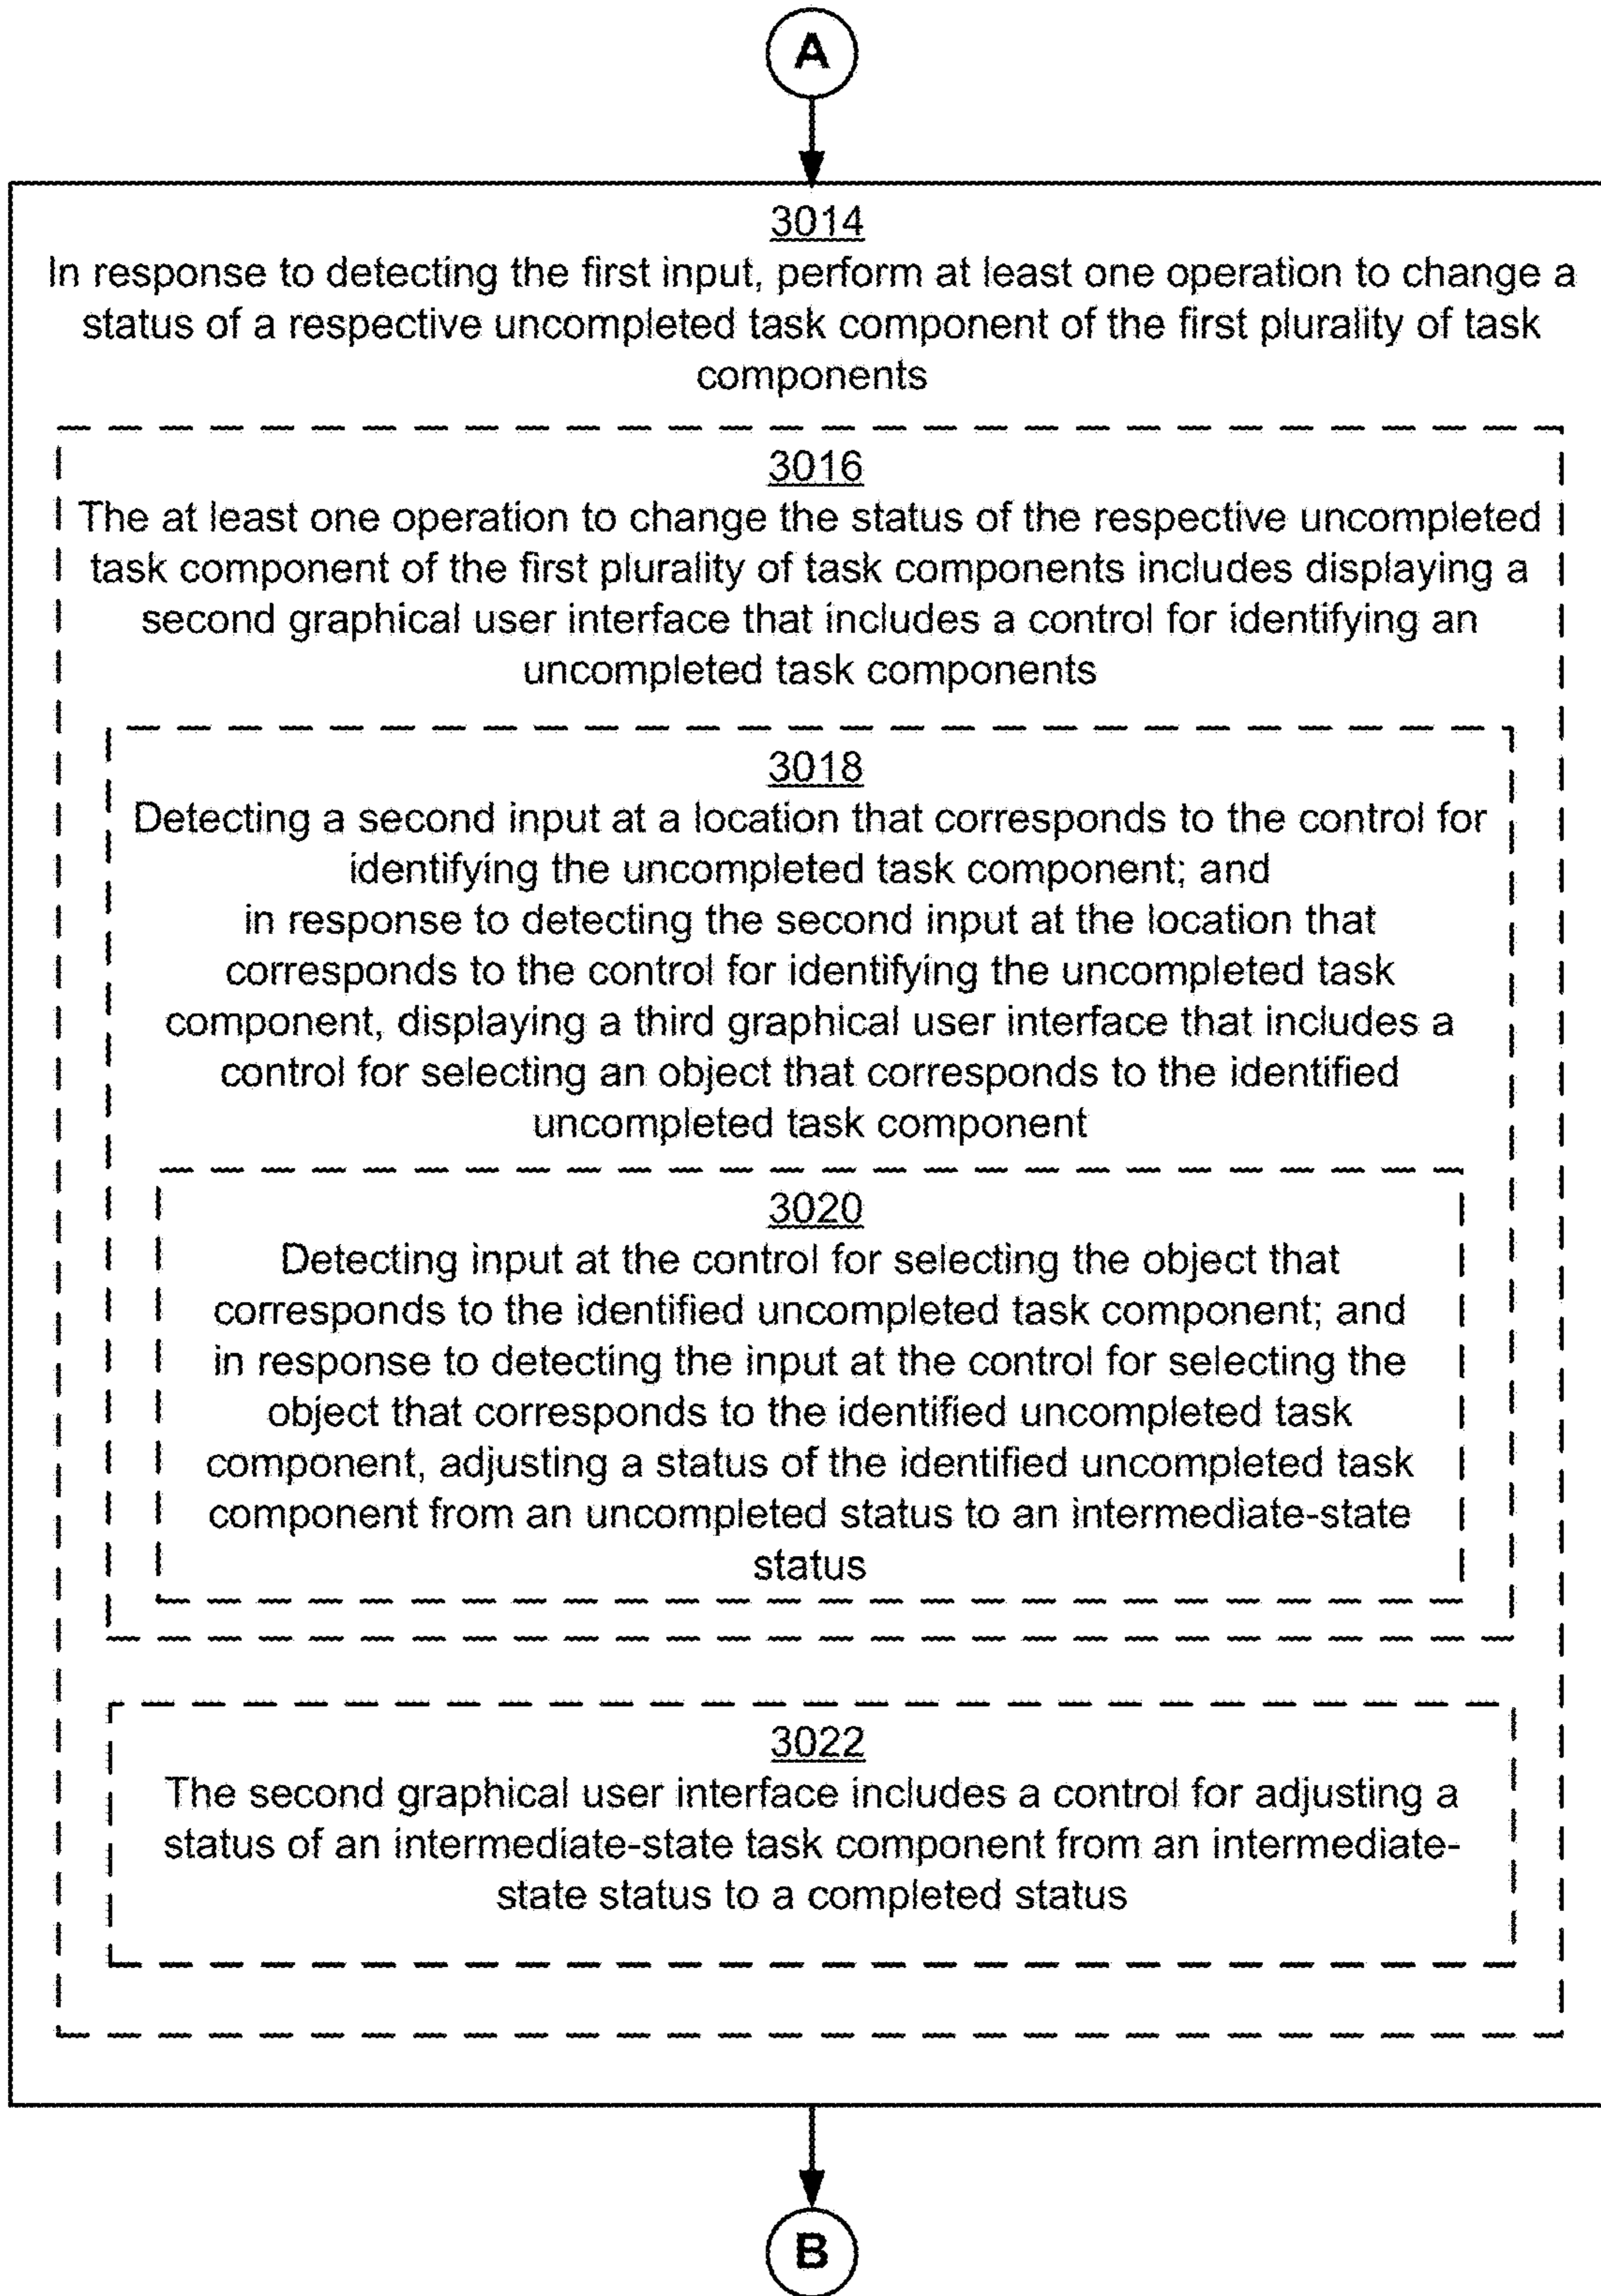 A
3014
In response to detecting the first input, perform at least one operation to change a
status of a respective uncompleted task component of the first plurality of task
components
3016
The at least one operation to change the status of the respective uncompleted
task component of the first plurality of task components includes displaying a
second graphical user interface that includes a control for identifying an
uncompleted task components
3018
Detecting a second input at a location that corresponds to the control for
identifying the uncompleted task component; and
in response to detecting the second input at the location that
corresponds to the control for identifying the uncompleted task
component, displaying a third graphical user interface that includes a
control for selecting an object that corresponds to the identified
uncompleted task component
3020
Detecting input at the control for selecting the object that
corresponds to the identified uncompleted task component; and
in response to detecting the input at the control for selecting the
object that corresponds to the identified uncompleted task
component, adjusting a status of the identified uncompleted task
component from an uncompleted status to an intermediate-state
status
3022
The second graphical user interface includes a control for adjusting a
status of an intermediate-state task component from an intermediate-
state status to a completed status
B